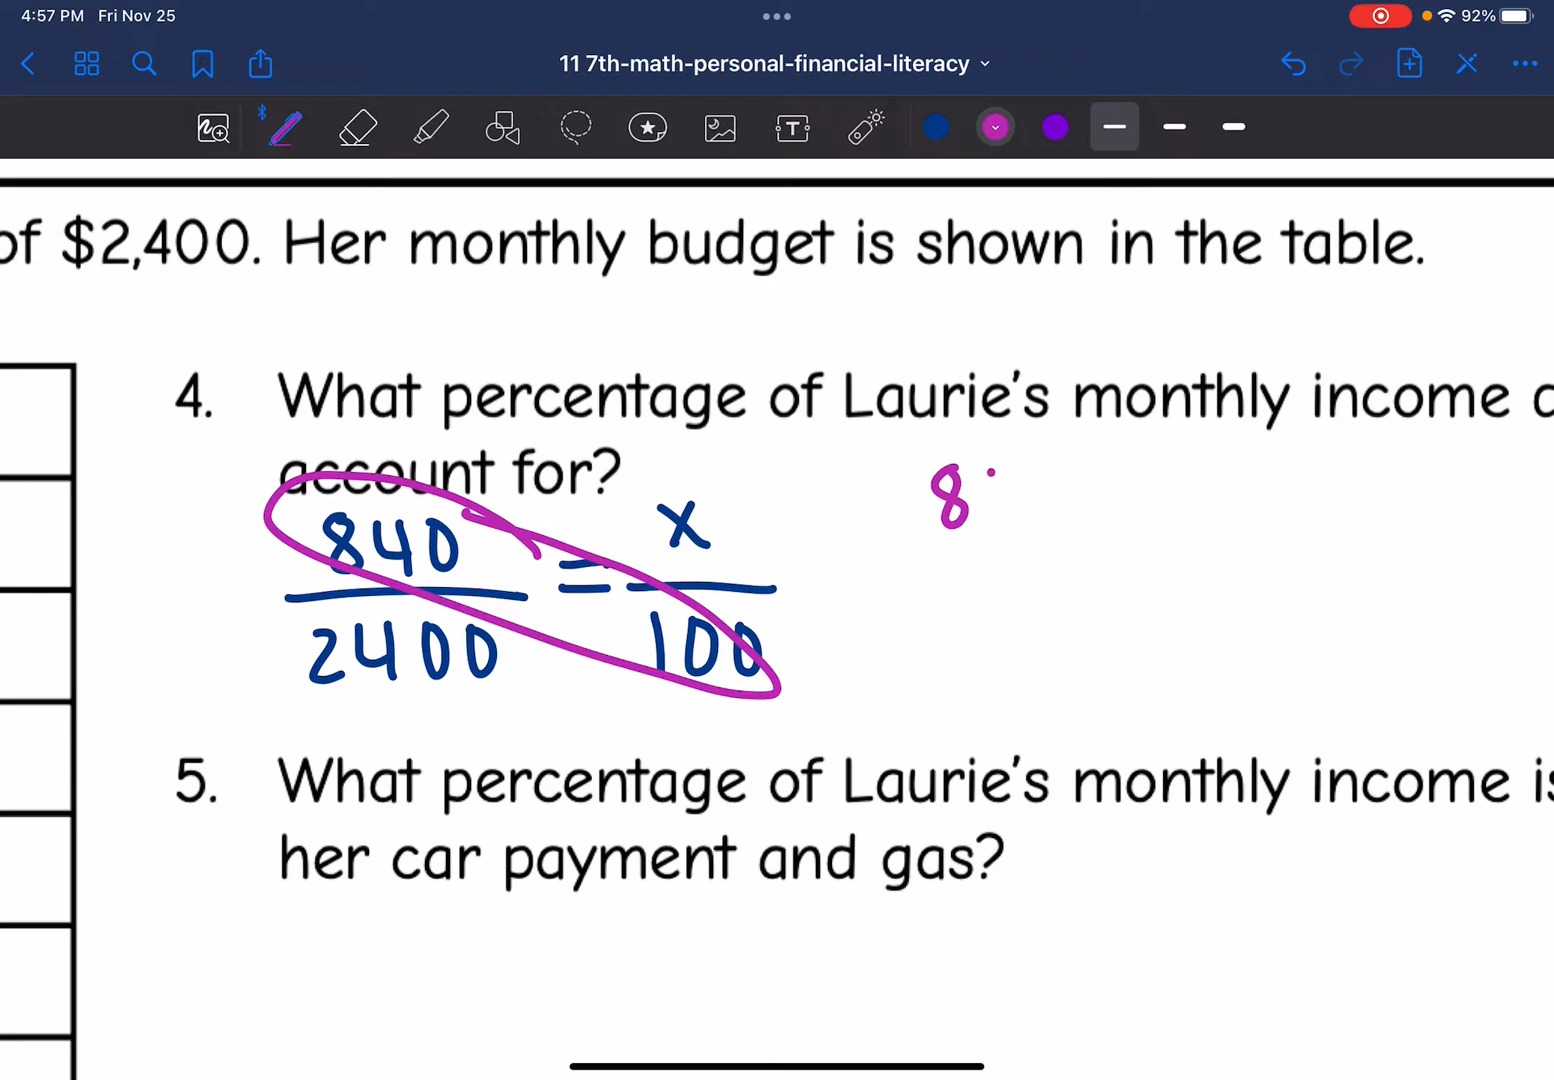 4:57 PM Fri Nov 25
92%
11 7th-math-personal-financial-literacy
T
of $2,400. Her monthly budget is shown in the table.
4. What percentage of Laurie's monthly income
account for?
8
840 = x
2400 100
5. What percentage of Laurie's monthly income is
her car payment and gas?